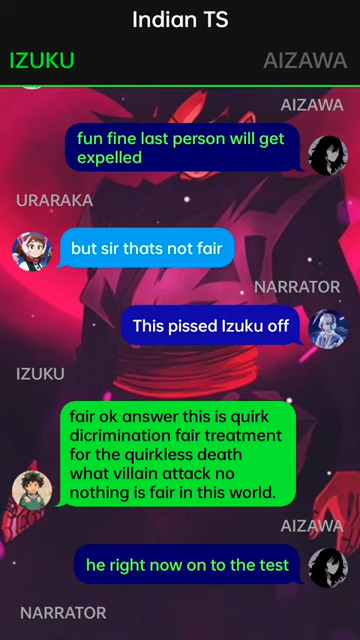 Indian TS
IZUKU
AIZAWA
AIZAWA
fun fine last person will get
expelled
URARAKA
but sir thats not fair
NARRATOR
This pissed Izuku off
IZUKU
fair ok answer this is quirk
dicrimination fair treatment
for the quirkless death
what villain attack no
nothing is fair in this world.
AIZAWA
he right now on to the test
NARRATOR